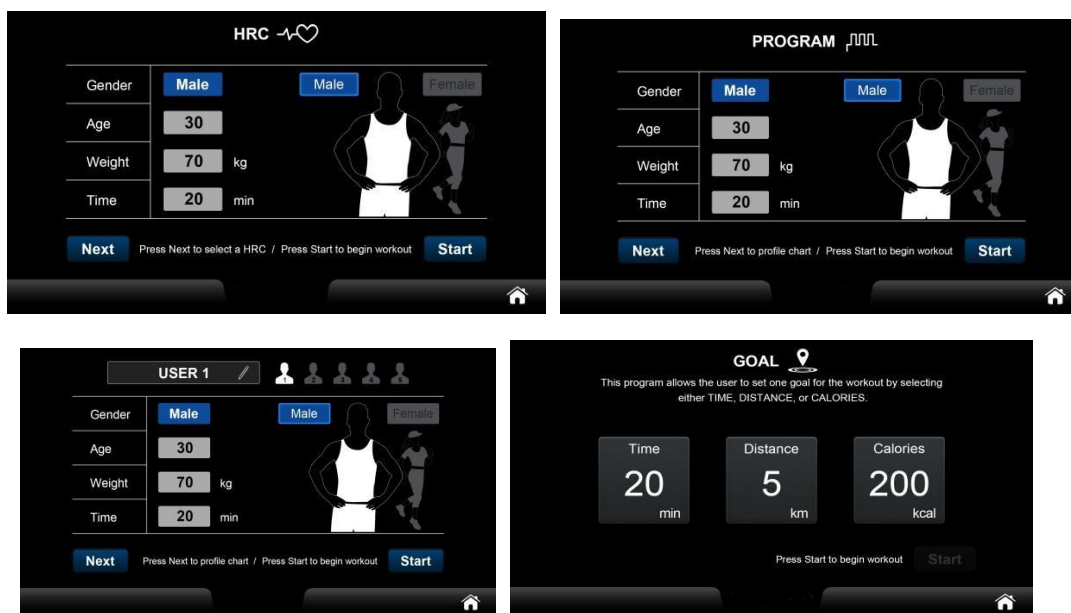 HRC
Gender Male Male Female
Age 30
Weight 70 kg
Time 20 min
Next Press Next to select a HRC / Press Start to begin workout Start
PROGRAM
Gender Male Male Female
Age 30
Weight 70 kg
Time 20 min
Next Press Next to profile chart / Press Start to begin workout Start
USER 1 1 2 3 4 5
Gender Male Male Female
Age 30
Weight 70 kg
Time 20 min
Next Press Next to profile chart / Press Start to begin workout Start
GOAL
This program allows the user to set one goal for the workout by selecting
either TIME, DISTANCE, or CALORIES.
Time Distance Calories
20 5 200
min km kcal
Press Start to begin workout Start